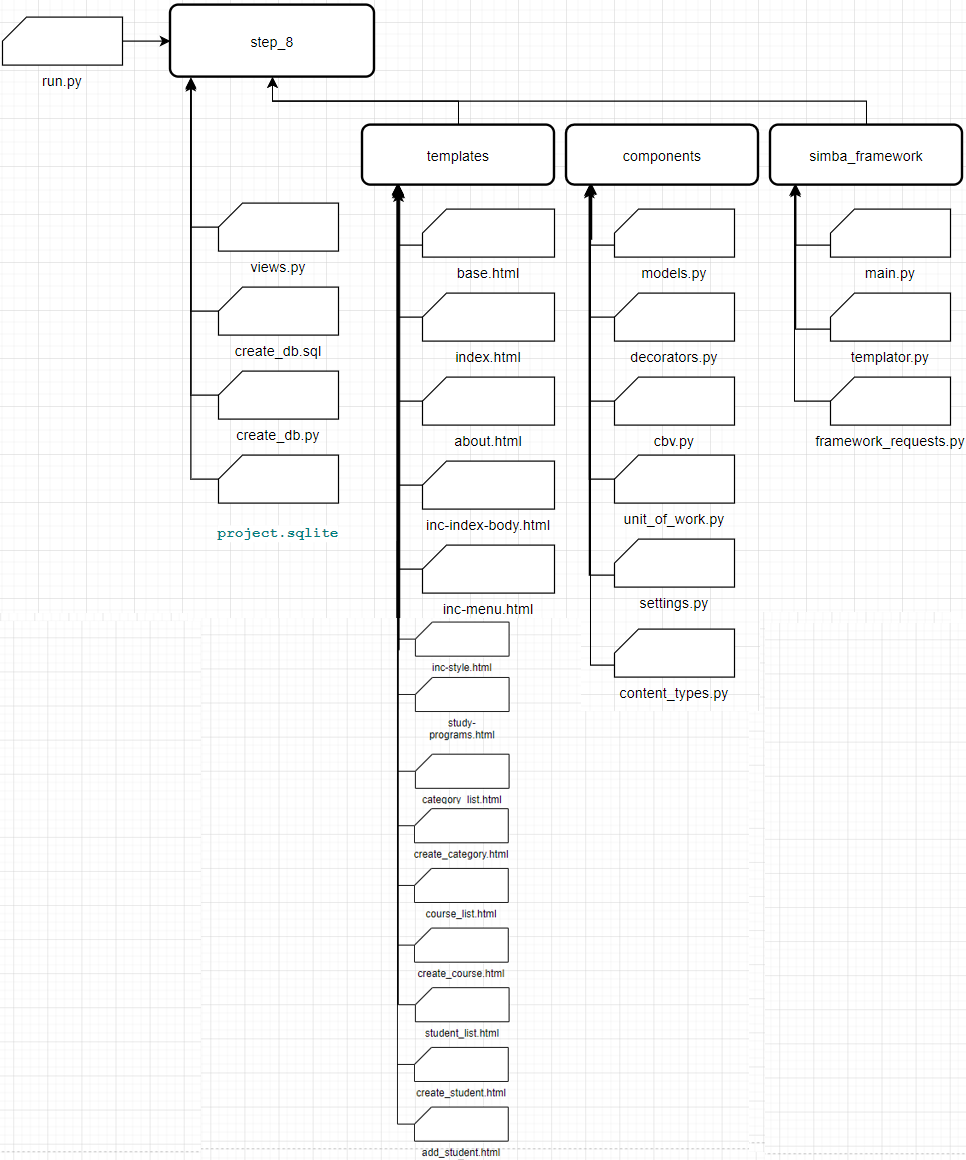 step_8
run.py
templates
components
simba_framework
views.py
create_db.sql
create_db.py
project.sqlite
base.html
index.html
about.html
inc-index-body.html
inc-menu.html
inc-style.html
study-
programs.html
category_list.html
create_category.html
course_list.html
create_course.html
student_list.html
create_student.html
add_student.html
models.py
decorators.py
cbv.py
unit_of_work.py
settings.py
content_types.py
main.py
templator.py
framework_requests.py